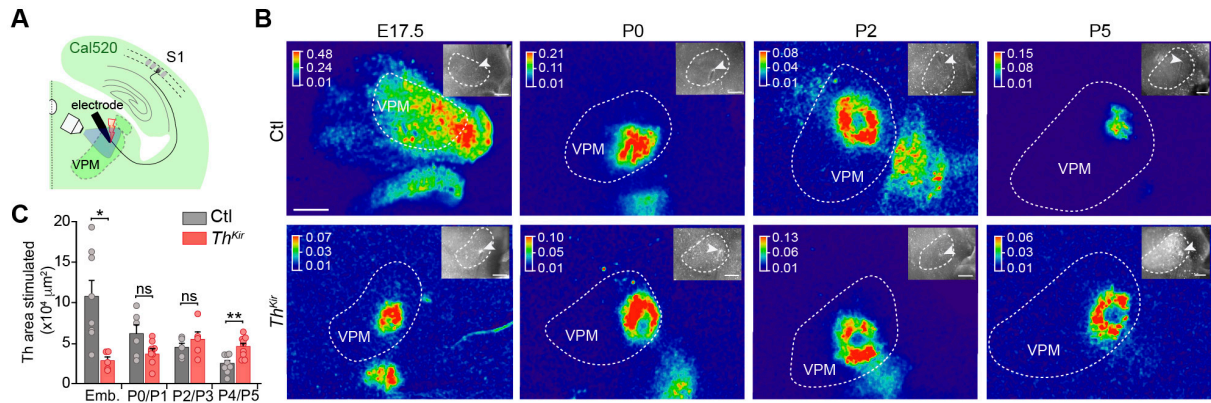 A
Cal520
S1
electrode
VPM
B
E17.5
P0
P2
P5
Ctl
0.48
0.24
0.01
VPM
0.21
0.11
0.01
VPM
0.08
0.04
0.01
VPM
0.15
0.08
0.01
VPM
Th^Kir
0.07
0.03
0.01
VPM
0.10
0.05
0.01
VPM
0.13
0.06
0.01
VPM
0.06
0.03
0.01
VPM
C
Th area stimulated
(x10⁴ μm²)
20
15
10
5
0
Ctl
Th^Kir
*
ns
ns
**
Emb.
P0/P1
P2/P3
P4/P5